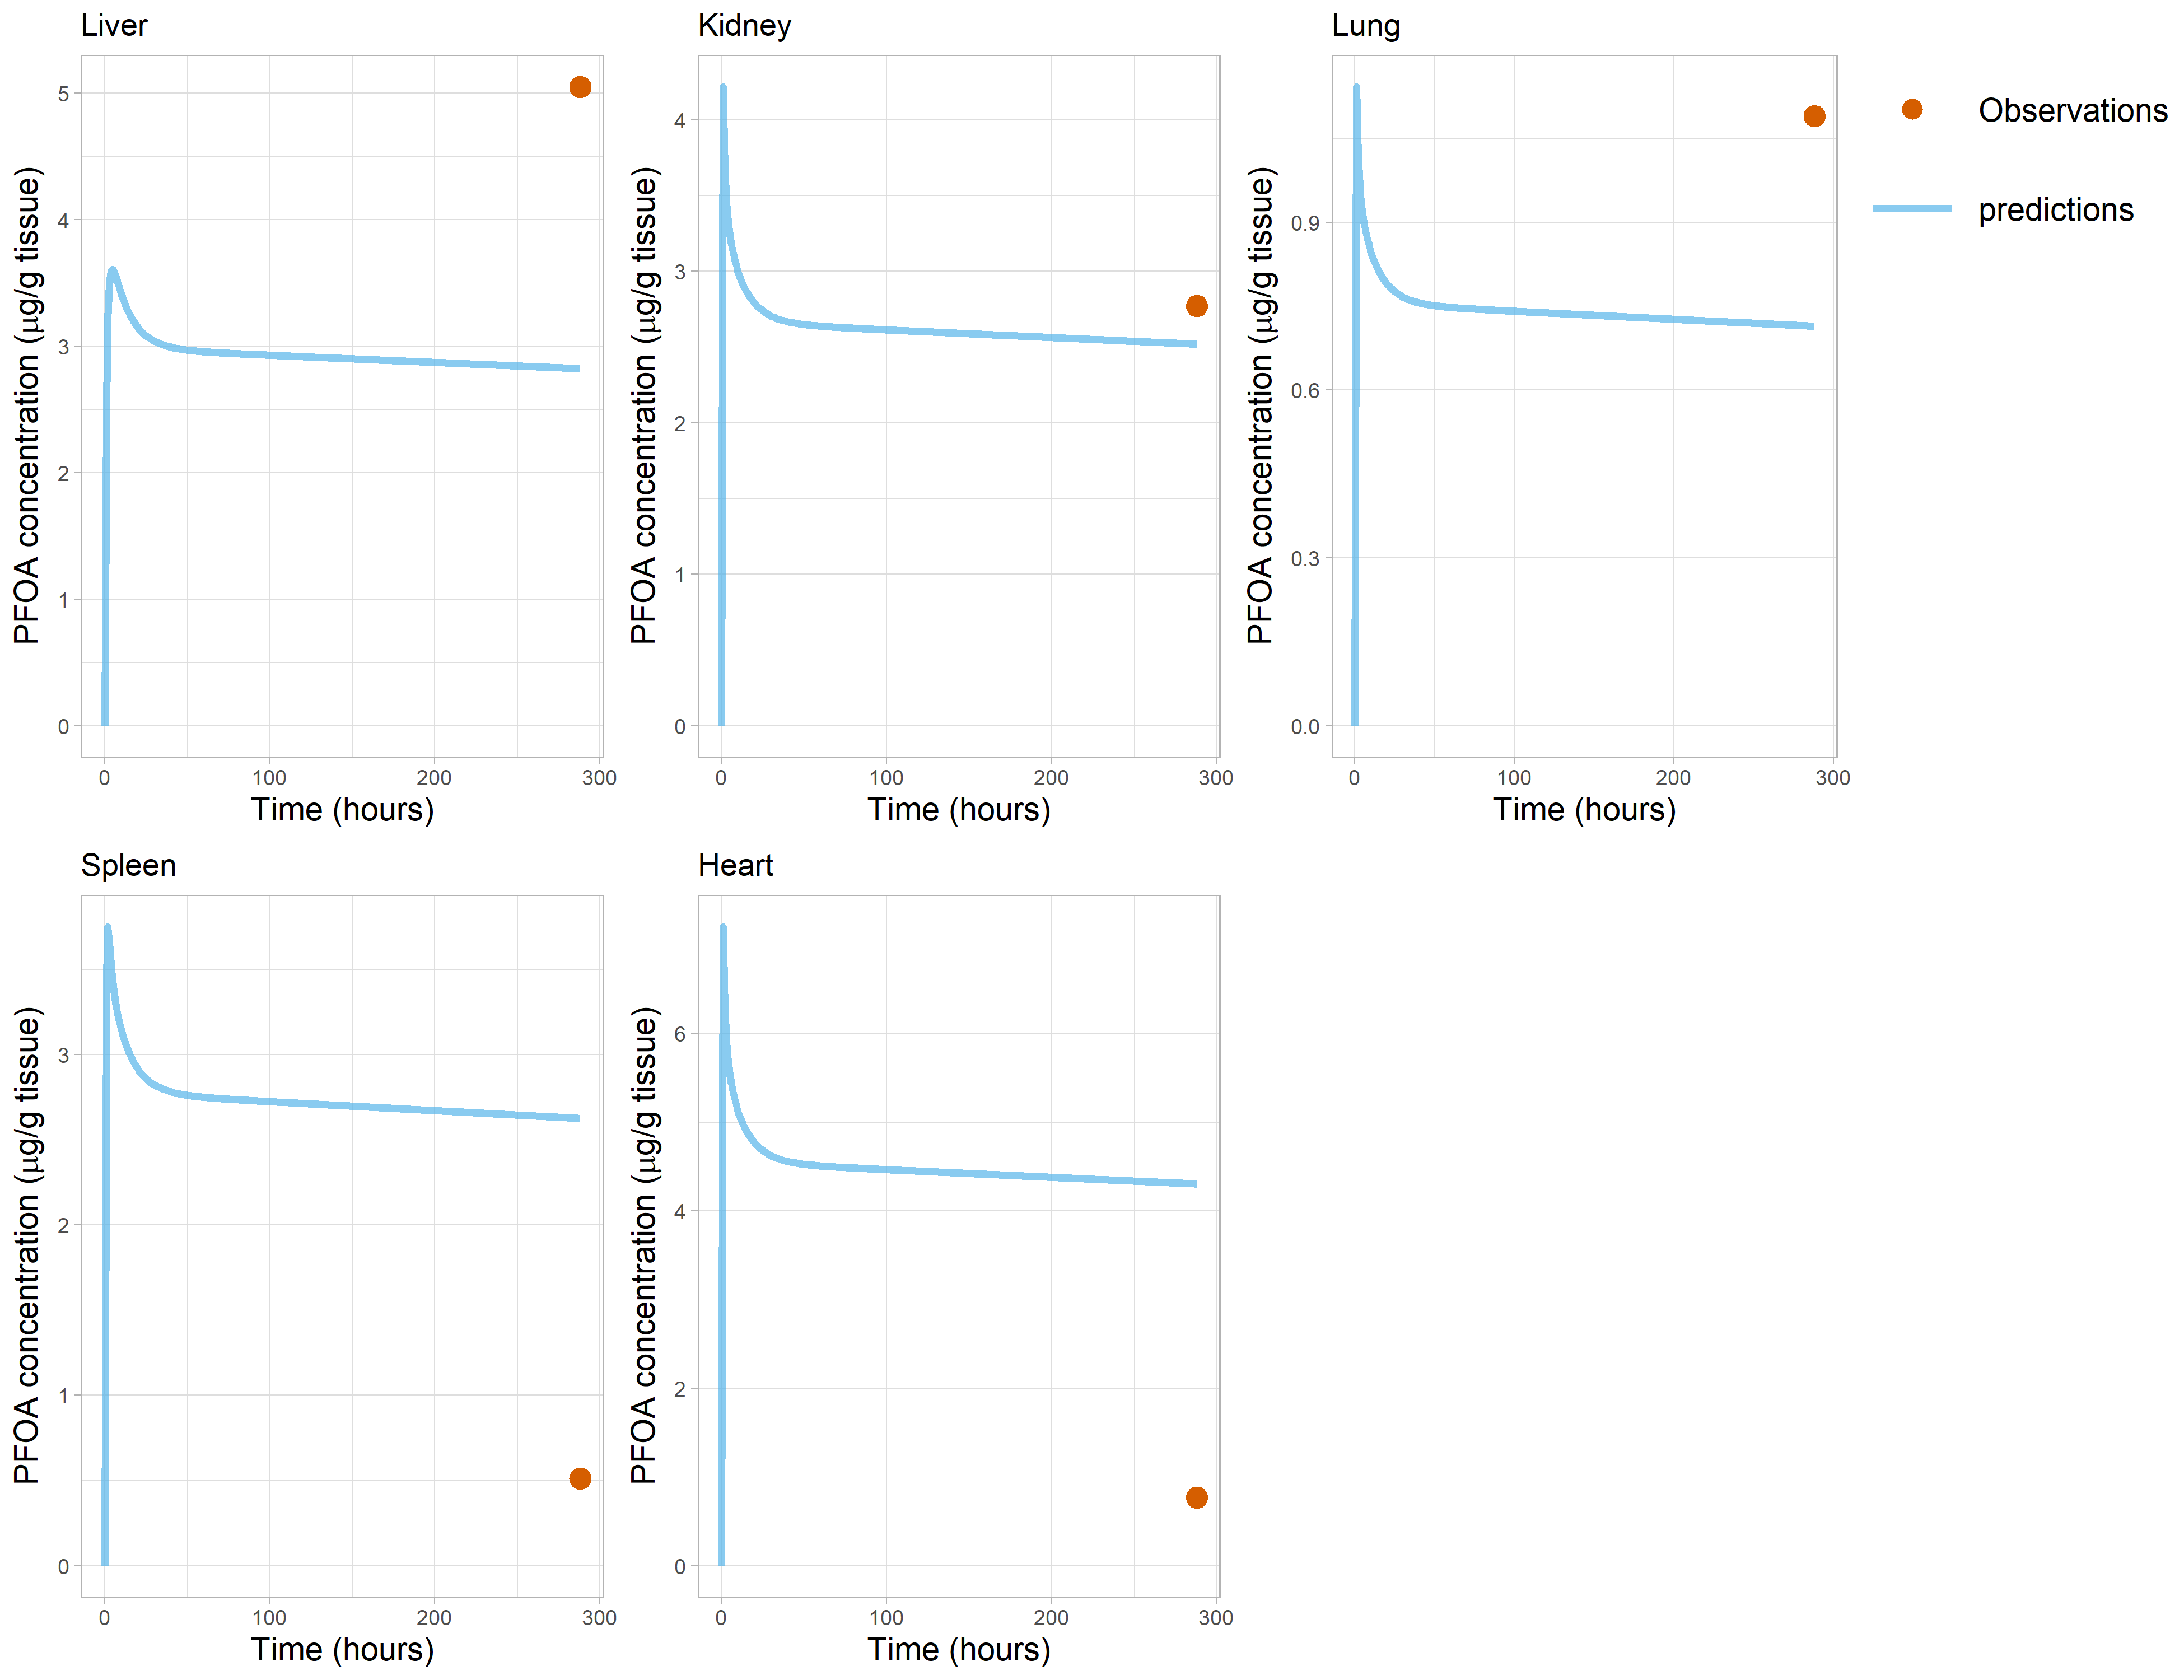 Liver
PFOA concentration (µg/g tissue)
5
4
3
2
1
0
0 100 200 300
Time (hours)
Kidney
PFOA concentration (µg/g tissue)
4
3
2
1
0
0 100 200 300
Time (hours)
Lung
PFOA concentration (µg/g tissue)
0.9
0.6
0.3
0.0
0 100 200 300
Time (hours)
Observations
predictions
Spleen
PFOA concentration (µg/g tissue)
3
2
1
0
0 100 200 300
Time (hours)
Heart
PFOA concentration (µg/g tissue)
6
4
2
0
0 100 200 300
Time (hours)